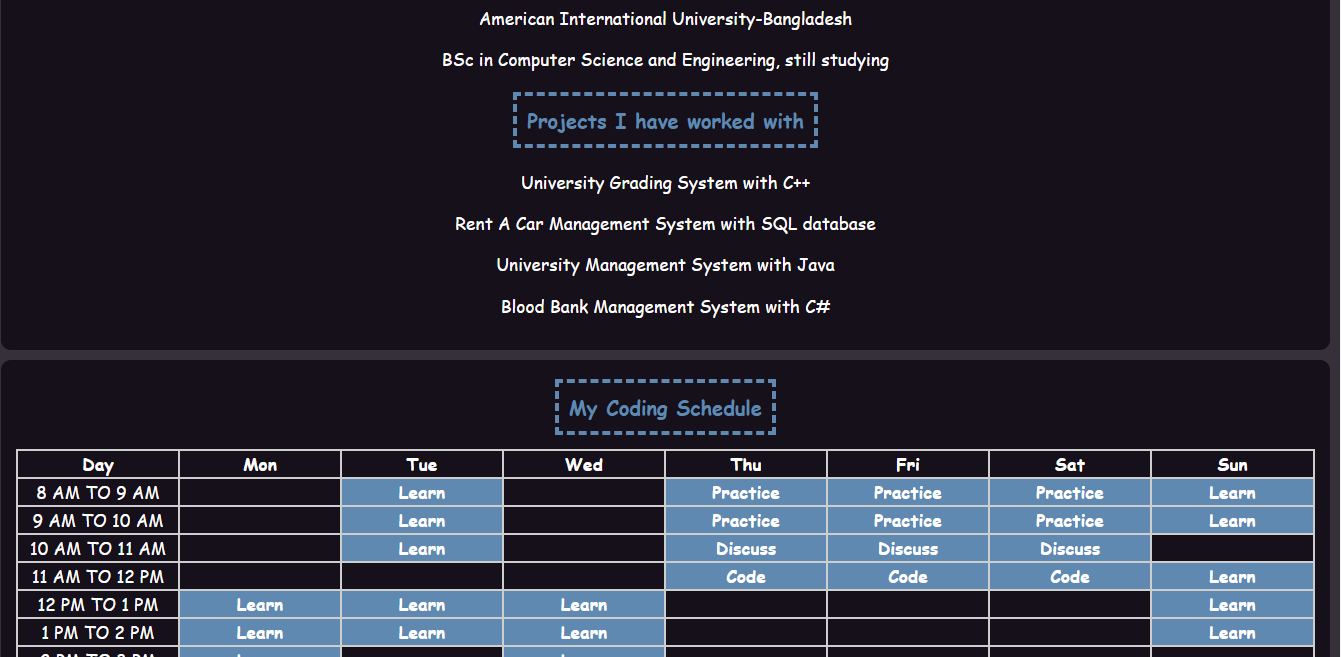 American International University-Bangladesh
BSc in Computer Science and Engineering, still studying
Projects I have worked with
University Grading System with C++
Rent A Car Management System with SQL database
University Management System with Java
Blood Bank Management System with C#
My Coding Schedule
Day Mon Tue Wed Thu Fri Sat Sun
8 AM TO 9 AM Learn Practice Practice Practice Learn
9 AM TO 10 AM Learn Practice Practice Practice Learn
10 AM TO 11 AM Learn Discuss Discuss Discuss
11 AM TO 12 PM Code Code Code Learn
12 PM TO 1 PM Learn Learn Learn Learn
1 PM TO 2 PM Learn Learn Learn Learn